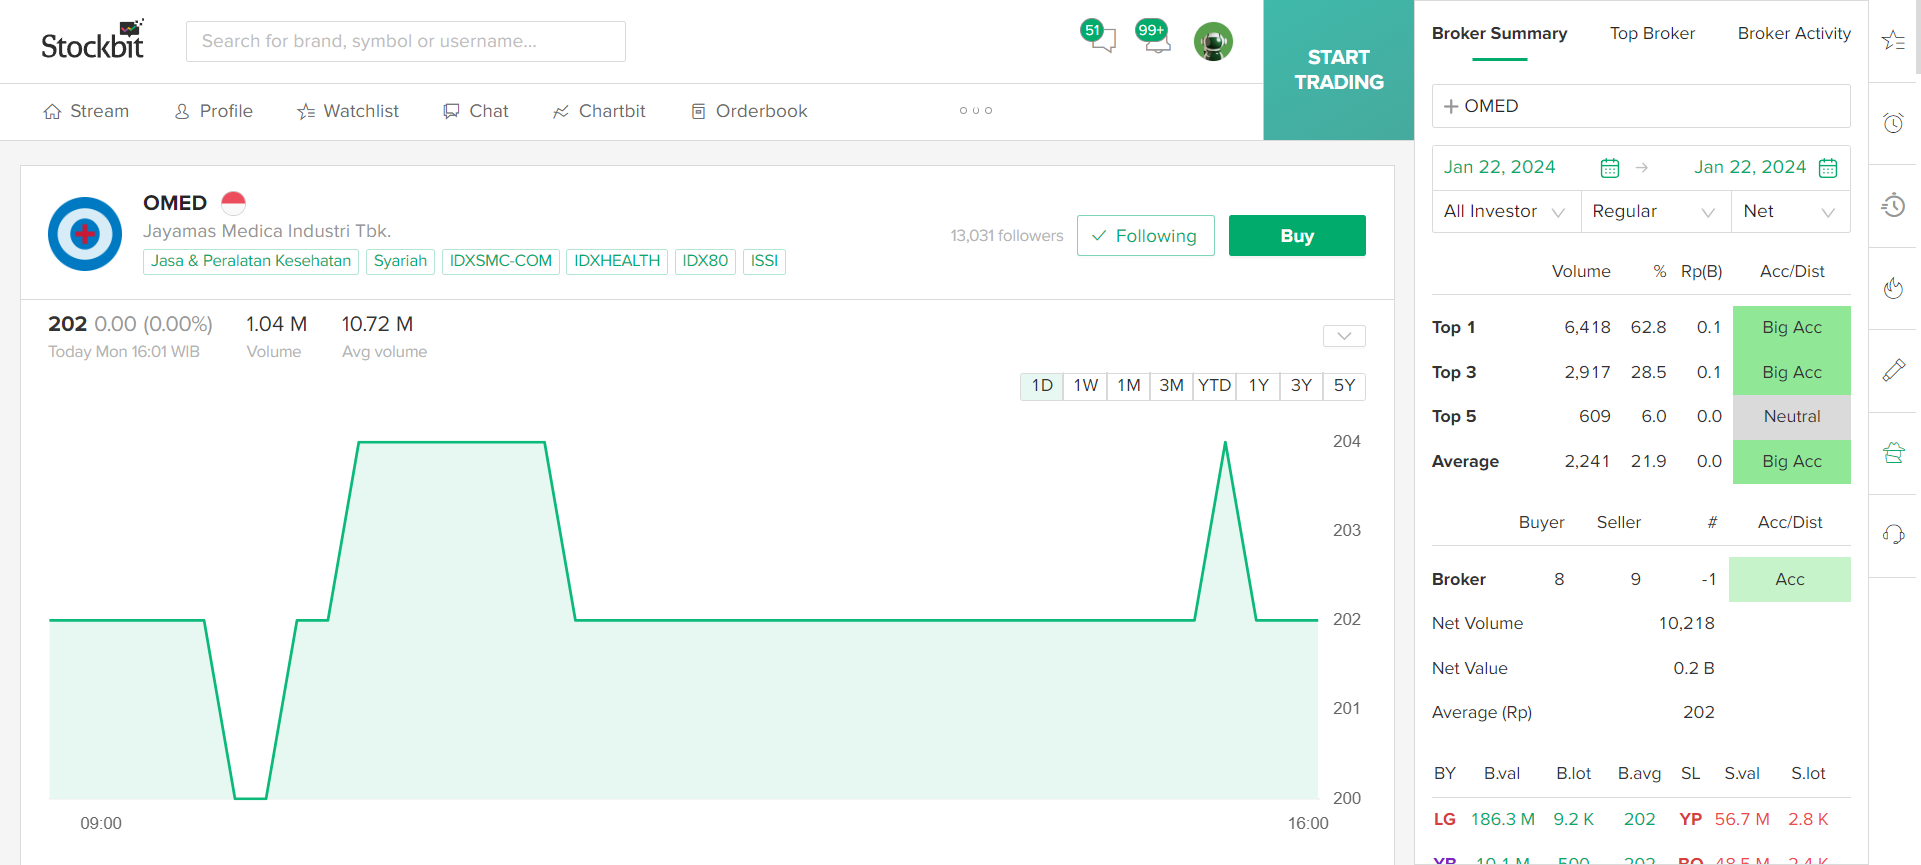 Stockbit
Search for brand, symbol or username...
51
99+
START
TRADING
Stream
Profile
Watchlist
Chat
Chartbit
Orderbook
OMED
Jayamas Medica Industri Tbk.
Jasa & Peralatan Kesehatan
Syariah
IDXSMC-COM
IDXHEALTH
IDX80
ISSI
13,031 followers
Following
Buy
202 0.00 (0.00%)
Today Mon 16:01 WIB
1.04 M
Volume
10.72 M
Avg volume
1D 1W 1M 3M YTD 1Y 3Y 5Y
204
203
202
201
200
09:00
16:00
Broker Summary
Top Broker
Broker Activity
+ OMED
Jan 22, 2024 → Jan 22, 2024
All Investor Regular Net
Volume % Rp(B) Acc/Dist
Top 1 6,418 62.8 0.1 Big Acc
Top 3 2,917 28.5 0.1 Big Acc
Top 5 609 6.0 0.0 Neutral
Average 2,241 21.9 0.0 Big Acc
Buyer Seller # Acc/Dist
Broker 8 9 -1 Acc
Net Volume 10,218
Net Value 0.2 B
Average (Rp) 202
BY B.val B.lot B.avg SL S.val S.lot
LG 186.3 M 9.2 K 202 YP 56.7 M 2.8 K